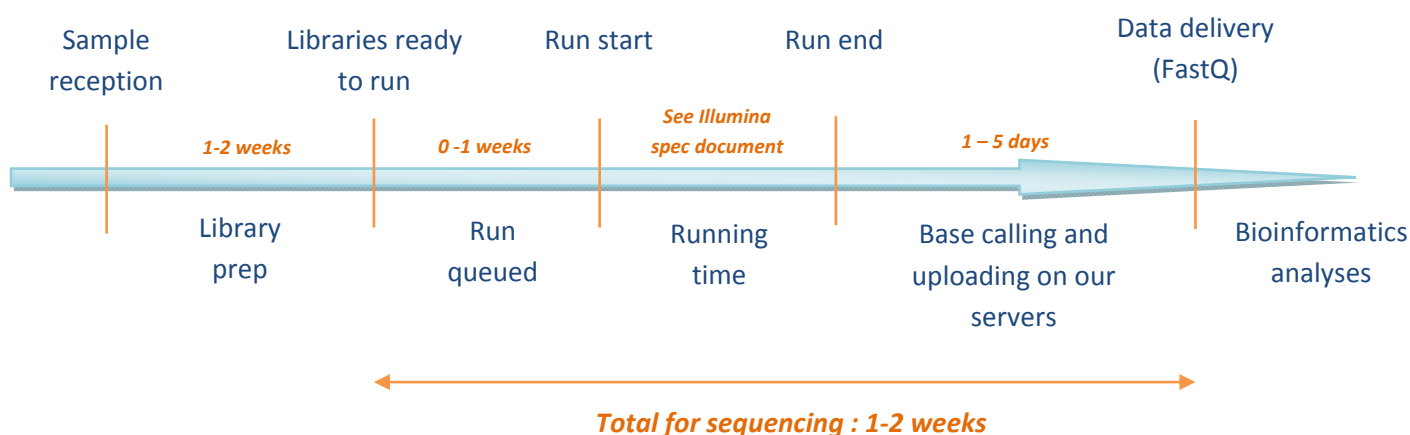 Sample
reception
Libraries ready
to run
Run start
Run end
Data delivery
(FastQ)
1-2 weeks
0 -1 weeks
See Illumina
spec document
1 – 5 days
Library
prep
Run
queued
Running
time
Base calling and
uploading on our
servers
Bioinformatics
analyses
Total for sequencing : 1-2 weeks